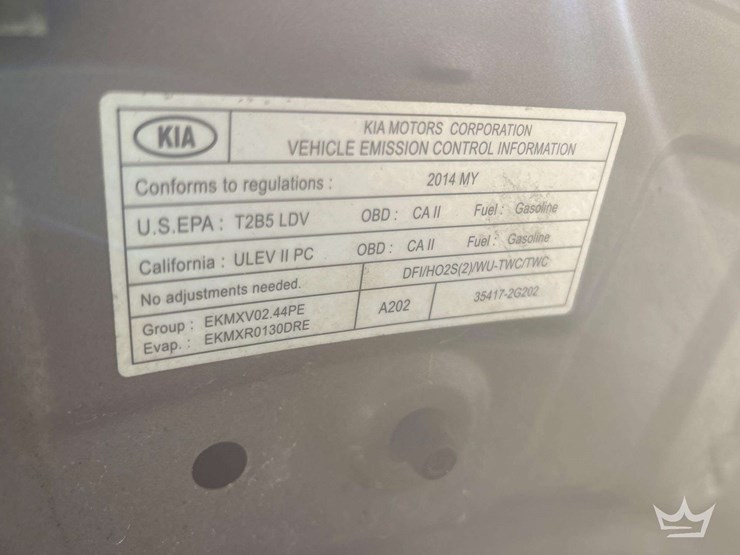 KIA
KIA MOTORS CORPORATION
VEHICLE EMISSION CONTROL INFORMATION
Conforms to regulations : 2014 MY
U.S.EPA : T2B5 LDV OBD : CA II Fuel : Gasoline
California : ULEV II PC OBD : CA II Fuel : Gasoline
No adjustments needed. DFI/HO2S(2)/WU-TWC/TWC
Group : EKMXV02.44PE A202 35417-2G202
Evap. : EKMXR0130DRE